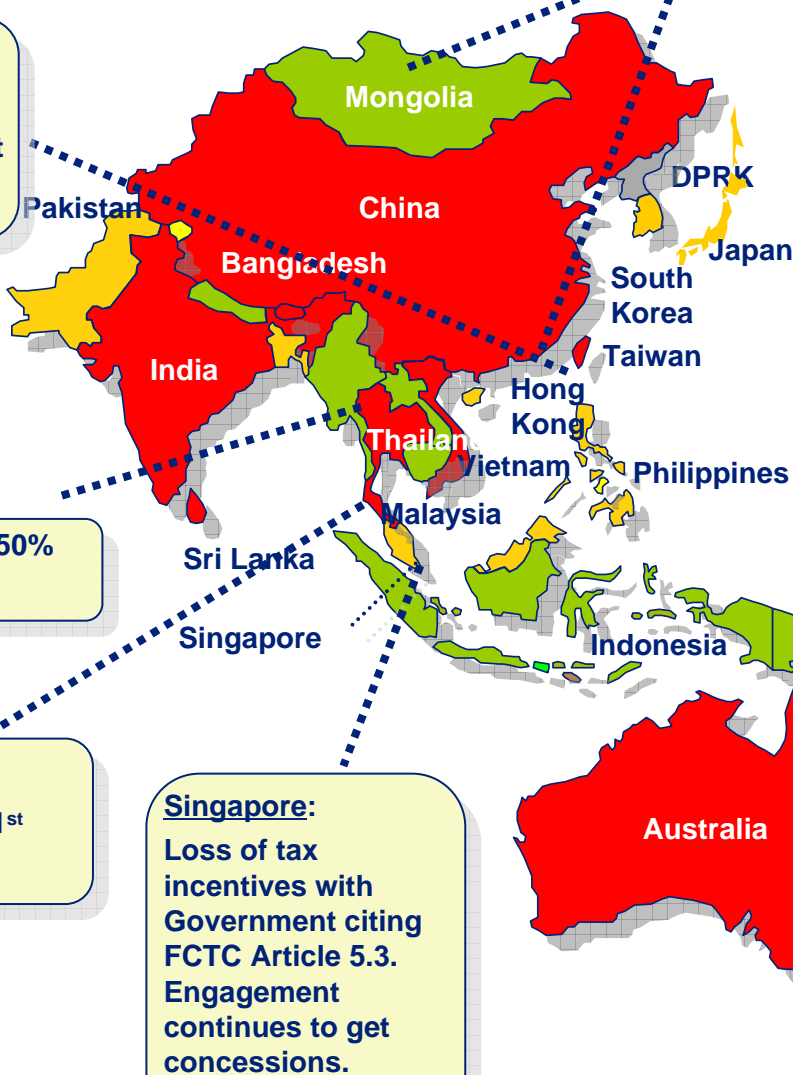 t
Mongolia
DPRK
Pakistan
China
Japan
Bangladesh
South
Korea
Taiwan
India
Hong
Kong
Thailan
Vietnam
Philippines
Malaysia
50%
Sri Lanka
Singapore
Indonesia
st
Australia
Singapore:
Loss of tax
incentives with
Government citing
FCTC Article 5.3.
Engagement
continues to get
concessions.